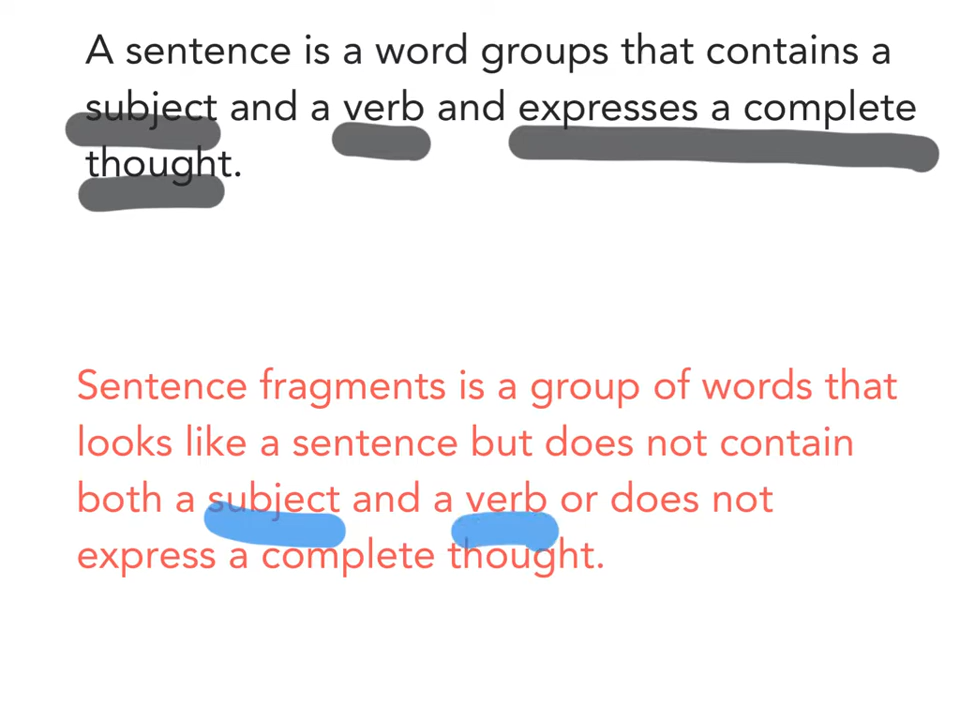 A sentence is a word groups that contains a
subject and a verb and expresses a complete
thought.
Sentence fragments is a group of words that
looks like a sentence but does not contain
both a subject and a verb or does not
express a complete thought.